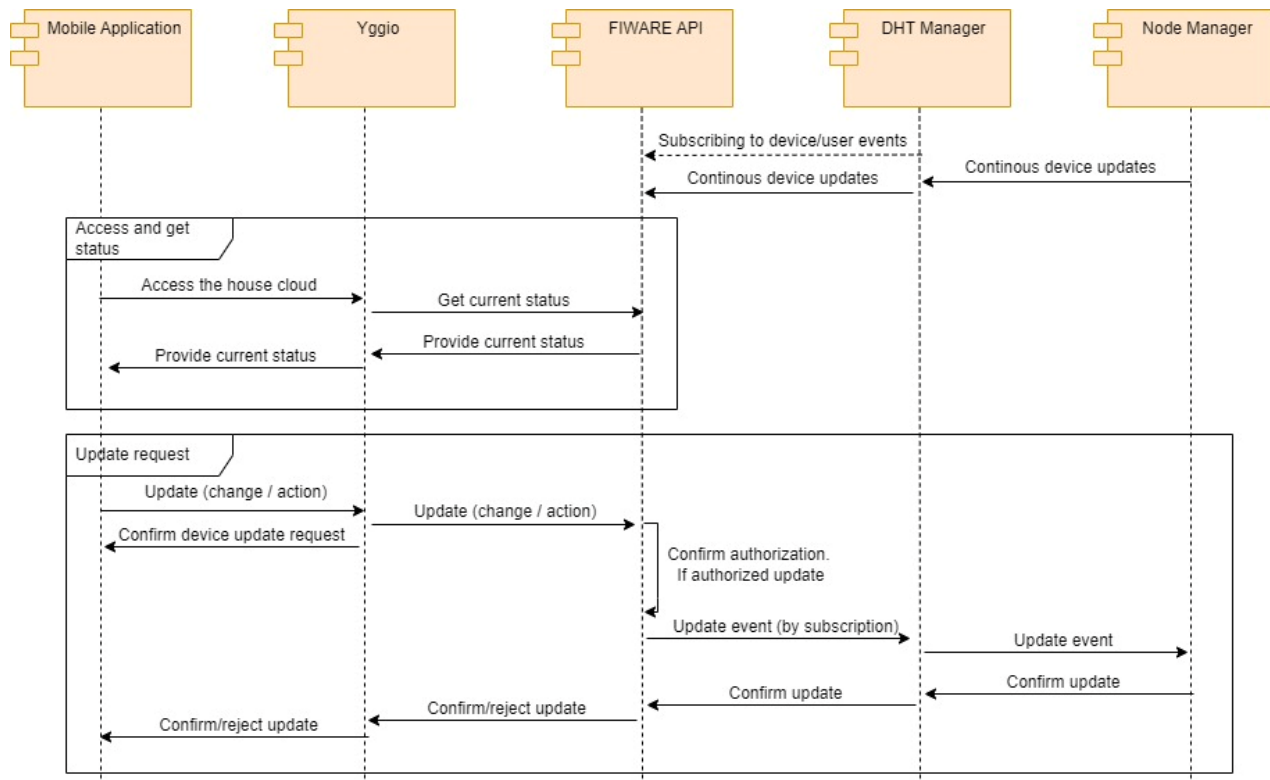 Mobile Application
Yggio
FIWARE API
DHT Manager
Node Manager
Subscribing to device/user events
Continous device updates
Continous device updates
Access and get
status
Access the house cloud
Get current status
Provide current status
Provide current status
Update request
Update (change / action)
Update (change / action)
Confirm device update request
Confirm authorization.
If authorized update
Update event (by subscription)
Update event
Confirm update
Confirm update
Confirm/reject update
Confirm/reject update